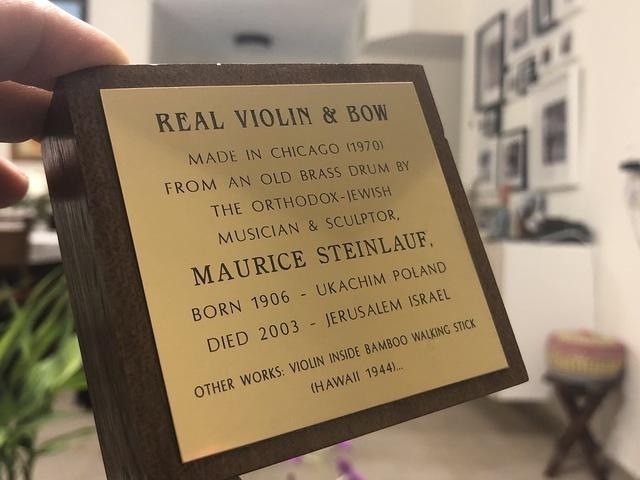 REAL VIOLIN & BOW
MADE IN CHICAGO (1970)
FROM AN OLD BRASS DRUM BY
THE ORTHODOX-JEWISH
MUSICIAN & SCULPTOR,
MAURICE STEINLAUF,
BORN 1906 - UKACHIM POLAND
DIED 2003 - JERUSALEM ISRAEL
OTHER WORKS: VIOLIN INSIDE BAMBOO WALKING STICK
(HAWAII 1944)...